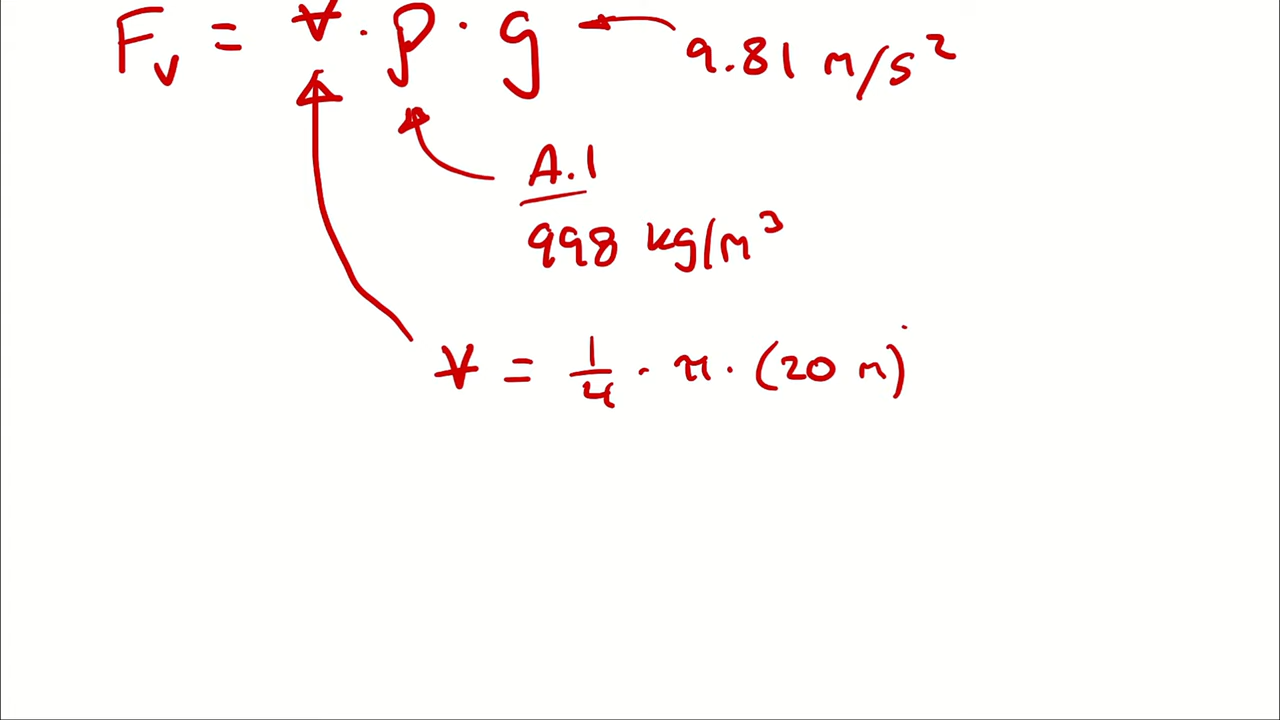 F_v = V̶ · ρ · g ← 9.81 m/s²
A.1
998 kg/m³
V̶ = 1/4 · π · (20 m)